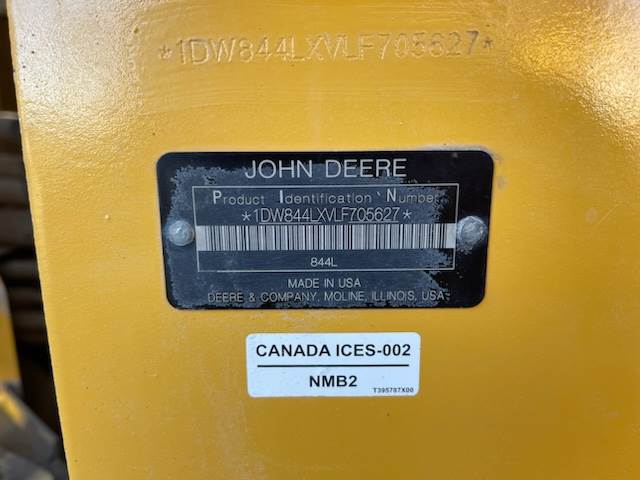 *1DW844LXVLF705627*
JOHN DEERE
Product Identification Number
*1DW844LXVLF705627*
844L
MADE IN USA
DEERE & COMPANY, MOLINE, ILLINOIS, USA
CANADA ICES-002
NMB2
T395787X00